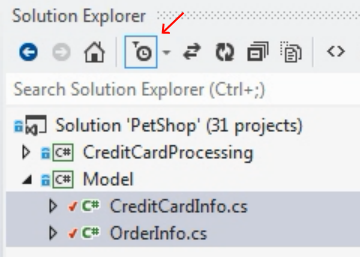 Solution Explorer
Search Solution Explorer (Ctrl+;)
Solution 'PetShop' (31 projects)
C# CreditCardProcessing
C# Model
C# CreditCardInfo.cs
C# OrderInfo.cs